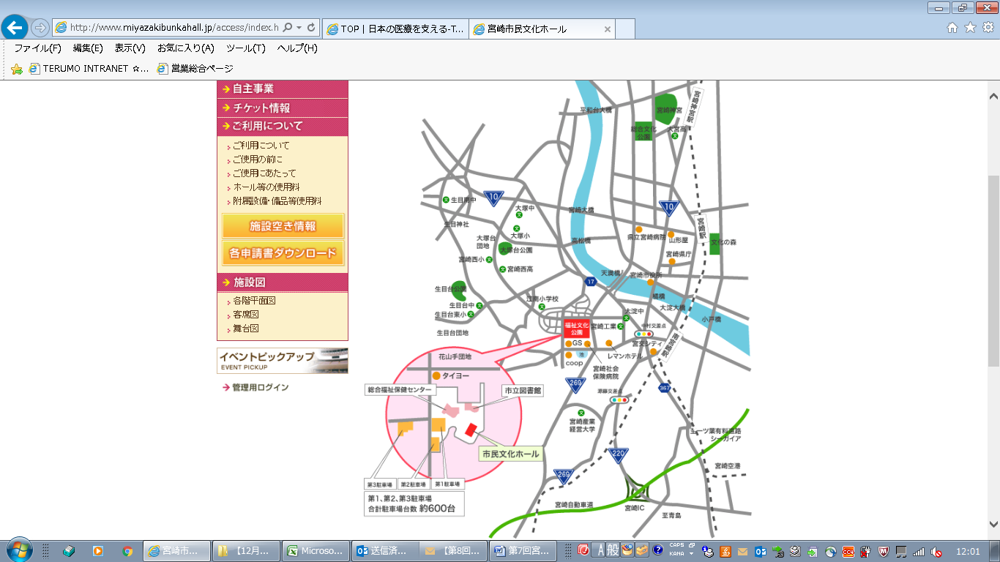 http://www.miyazakibunkahall.jp/access/index.h
TOP | 日本の医療を支える-T...
宮崎市民文化ホール
ファイル(F) 編集(E) 表示(V) お気に入り(A) ツール(T) ヘルプ(H)
TERUMO INTRANET ☆...
営業総合ページ
自主事業
チケット情報
ご利用について
ご利用について
ご使用の前に
ご使用にあたって
ホール等の使用料
附属設備・備品等使用料
施設空き情報
各申請書ダウンロード
施設図
各階平面図
客席図
舞台図
イベントピックアップ
EVENT PICKUP
管理用ログイン
平和台大橋
宮崎神宮
宮崎神宮駅
総合文化
公園
大宮高
生目南中
10
大塚中
宮崎大橋
10
生目神社
大塚小
大塚台
団地
大塚台公園
高松橋
県立宮崎病院
山形屋
宮崎駅
文化の森
宮崎県庁
宮崎西小
宮崎西高
天満橋
宮崎市役所
17
生目台公園
橘橋
生目台中
江南小学校
大淀大橋
生目台東小
大淀中
小戸橋
生目台団地
福祉文化
公園
宮崎工業
中村交差点
GS
宮交シティ
南宮崎駅
レマンホテル
池
coop
宮崎社会
保険病院
花山手団地
タイヨー
総合福祉保健センター
市立図書館
市民文化ホール
第3駐車場
第2駐車場
第1駐車場
第1、第2、第3駐車場
合計駐車場台数 約600台
269
367
源藤交差点
宮崎産業
経営大学
一ツ葉有料道路
シーガイア
220
宮崎空港
269
宮崎自動車道
宮崎IC
至青島
宮崎市...
【12月...
Microso...
送信済...
【第8回...
第7回宮...
A 般
CAPS
KANA
12:01